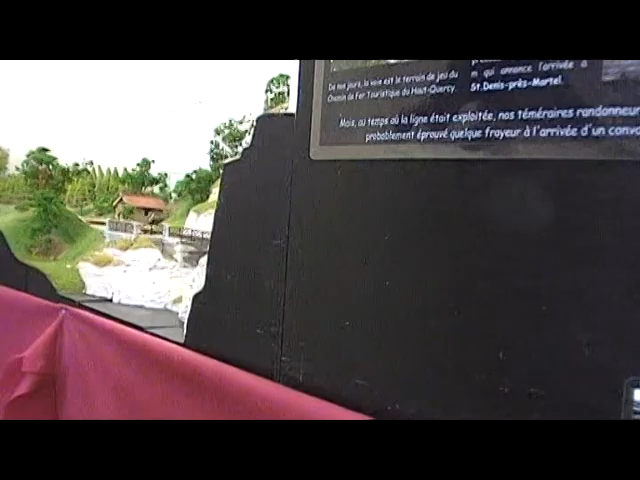 De nos jours, la voie est le terrain de jeu du
Chemin de Fer Touristique du Haut-Quercy.
m qui annonce l'arrivée à
St.Denis-près-Martel.
Mais, au temps où la ligne était exploitée, nos téméraires randonneur
probablement éprouvé quelque frayeur à l'arrivée d'un convo